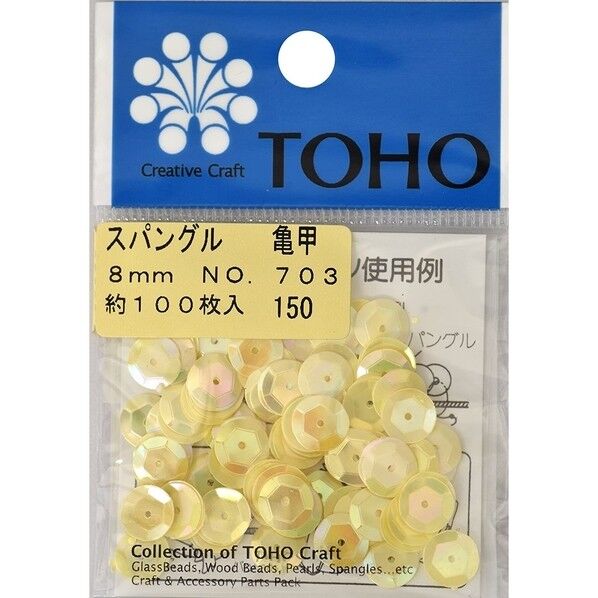 Creative Craft
TOHO
スパングル 亀甲
8mm NO. 703
約100枚入 150
使用例
パングル
Collection of TOHO Craft
GlassBeads, Wood Beads, Pearls, Spangles...etc
Craft & Accessory Parts Pack